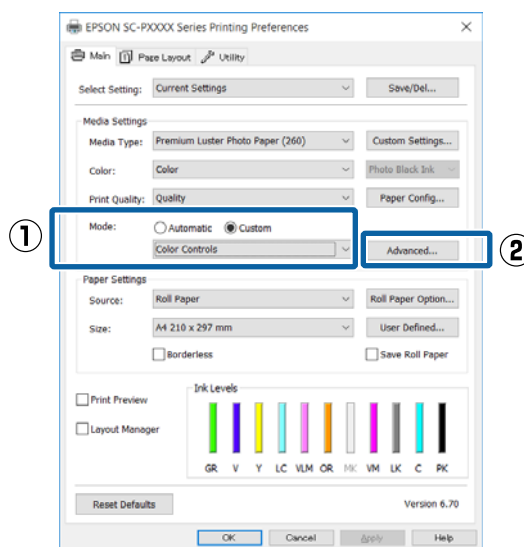 EPSON SC-PXXXX Series Printing Preferences
Main Page Layout Utility
Select Setting: Current Settings Save/Del...
Media Settings
Media Type: Premium Luster Photo Paper (260) Custom Settings...
Color: Color Photo Black Ink
Print Quality: Quality Paper Config...
① Mode: Automatic Custom
Color Controls Advanced... ②
Paper Settings
Source: Roll Paper Roll Paper Option...
Size: A4 210 x 297 mm User Defined...
Borderless Save Roll Paper
Ink Levels
Print Preview
Layout Manager
GR V Y LC VLM OR MK VM LK C PK
Reset Defaults Version 6.70
OK Cancel Apply Help